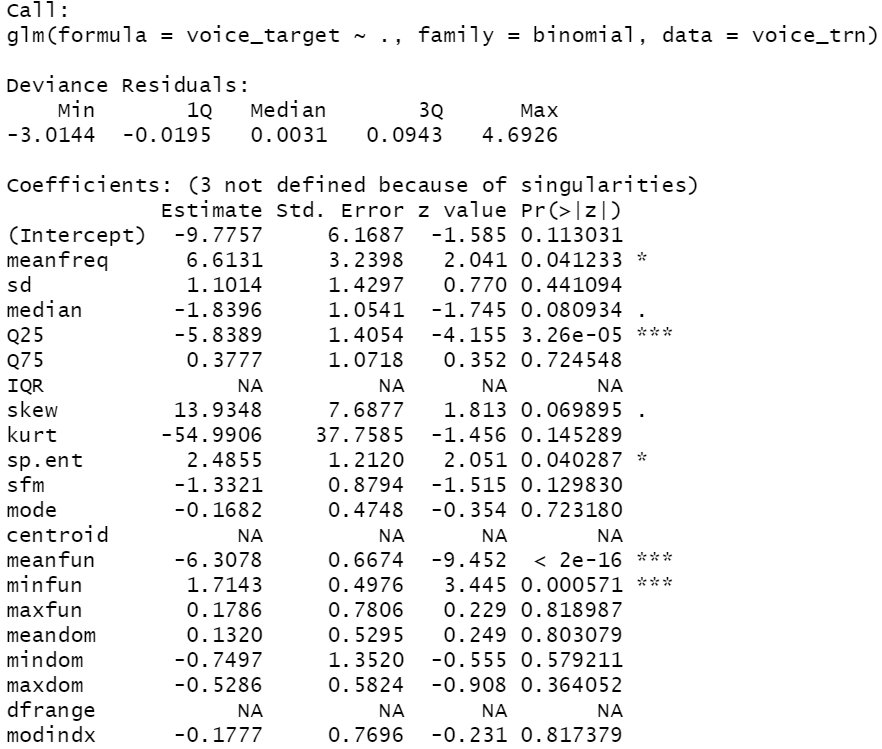 Call:
glm(formula = voice_target ~ ., family = binomial, data = voice_trn)
Deviance Residuals:
Min 1Q Median 3Q Max
-3.0144 -0.0195 0.0031 0.0943 4.6926
Coefficients: (3 not defined because of singularities)
Estimate Std. Error z value Pr(>|z|)
(Intercept) -9.7757 6.1687 -1.585 0.113031
meanfreq 6.6131 3.2398 2.041 0.041233 *
sd 1.1014 1.4297 0.770 0.441094
median -1.8396 1.0541 -1.745 0.080934 .
Q25 -5.8389 1.4054 -4.155 3.26e-05 ***
Q75 0.3777 1.0718 0.352 0.724548
IQR NA NA NA NA
skew 13.9348 7.6877 1.813 0.069895 .
kurt -54.9906 37.7585 -1.456 0.145289
sp.ent 2.4855 1.2120 2.051 0.040287 *
sfm -1.3321 0.8794 -1.515 0.129830
mode -0.1682 0.4748 -0.354 0.723180
centroid NA NA NA NA
meanfun -6.3078 0.6674 -9.452 < 2e-16 ***
minfun 1.7143 0.4976 3.445 0.000571 ***
maxfun 0.1786 0.7806 0.229 0.818987
meandom 0.1320 0.5295 0.249 0.803079
mindom -0.7497 1.3520 -0.555 0.579211
maxdom -0.5286 0.5824 -0.908 0.364052
dfrange NA NA NA NA
modindx -0.1777 0.7696 -0.231 0.817379